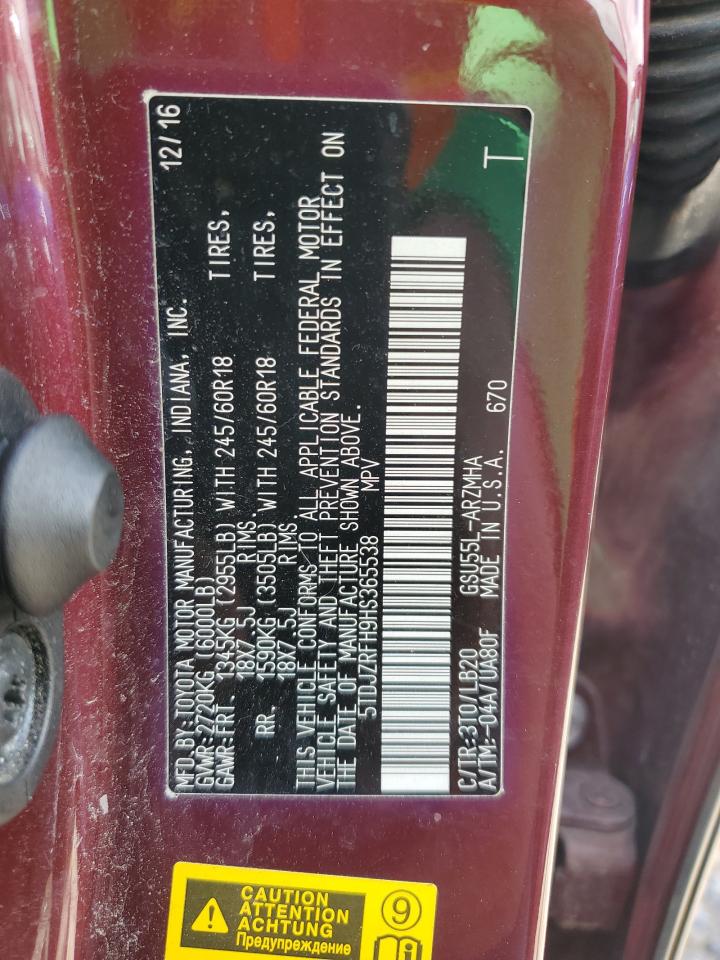 MFD.BY:TOYOTA MOTOR MANUFACTURING, INDIANA, INC. 12/16
GVWR:2720KG (6000LB)
GAWR:FRT. 1345KG (2955LB) WITH 245/60R18 TIRES,
18X7.5J RIMS
RR. 1590KG (3505LB) WITH 245/60R18 TIRES,
18X7.5J RIMS
THIS VEHICLE CONFORMS TO ALL APPLICABLE FEDERAL MOTOR
VEHICLE SAFETY AND THEFT PREVENTION STANDARDS IN EFFECT ON
THE DATE OF MANUFACTURE SHOWN ABOVE.
5TDJZRFH9HS365538 MPV
C/TR:3T0/LB20 GSU55L-ARZMHA
A/TM:-04A/UA80F MADE IN U.S.A. 670 T
CAUTION
ATTENTION
ACHTUNG
Предупреждение
9